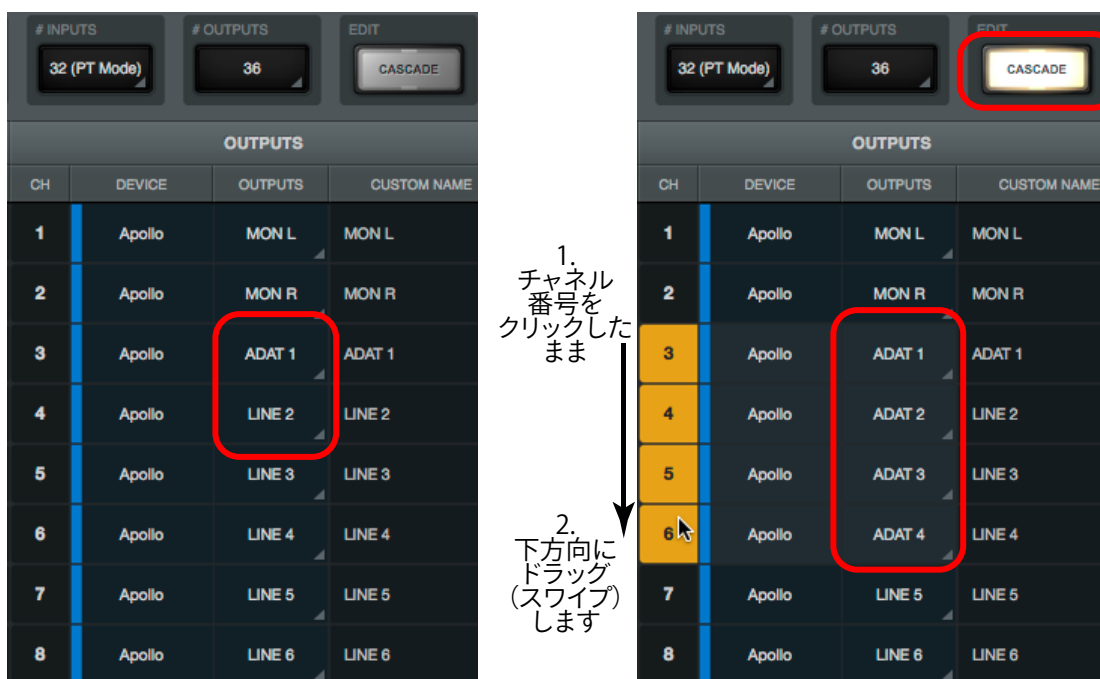 # INPUTS # OUTPUTS EDIT
32 (PT Mode) 36 CASCADE
OUTPUTS
CH DEVICE OUTPUTS CUSTOM NAME
1 Apollo MON L MON L
2 Apollo MON R MON R
3 Apollo ADAT 1 ADAT 1
4 Apollo LINE 2 LINE 2
5 Apollo LINE 3 LINE 3
6 Apollo LINE 4 LINE 4
7 Apollo LINE 5 LINE 5
8 Apollo LINE 6 LINE 6
1.
チャネル
番号を
クリックした
まま
2.
下方向に
ドラッグ
（スワイプ）
します
# INPUTS # OUTPUTS EDIT
32 (PT Mode) 36 CASCADE
OUTPUTS
CH DEVICE OUTPUTS CUSTOM NAME
1 Apollo MON L MON L
2 Apollo MON R MON R
3 Apollo ADAT 1 ADAT 1
4 Apollo ADAT 2 LINE 2
5 Apollo ADAT 3 LINE 3
6 Apollo ADAT 4 LINE 4
7 Apollo LINE 5 LINE 5
8 Apollo LINE 6 LINE 6